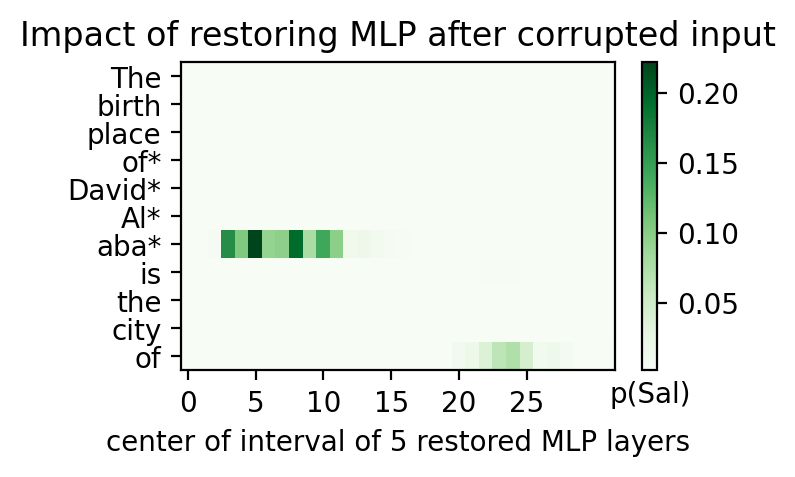 Impact of restoring MLP after corrupted input
The
birth
place
of*
David*
Al*
aba*
is
the
city
of
0 5 10 15 20 25
center of interval of 5 restored MLP layers
0.20
0.15
0.10
0.05
p(Sal)